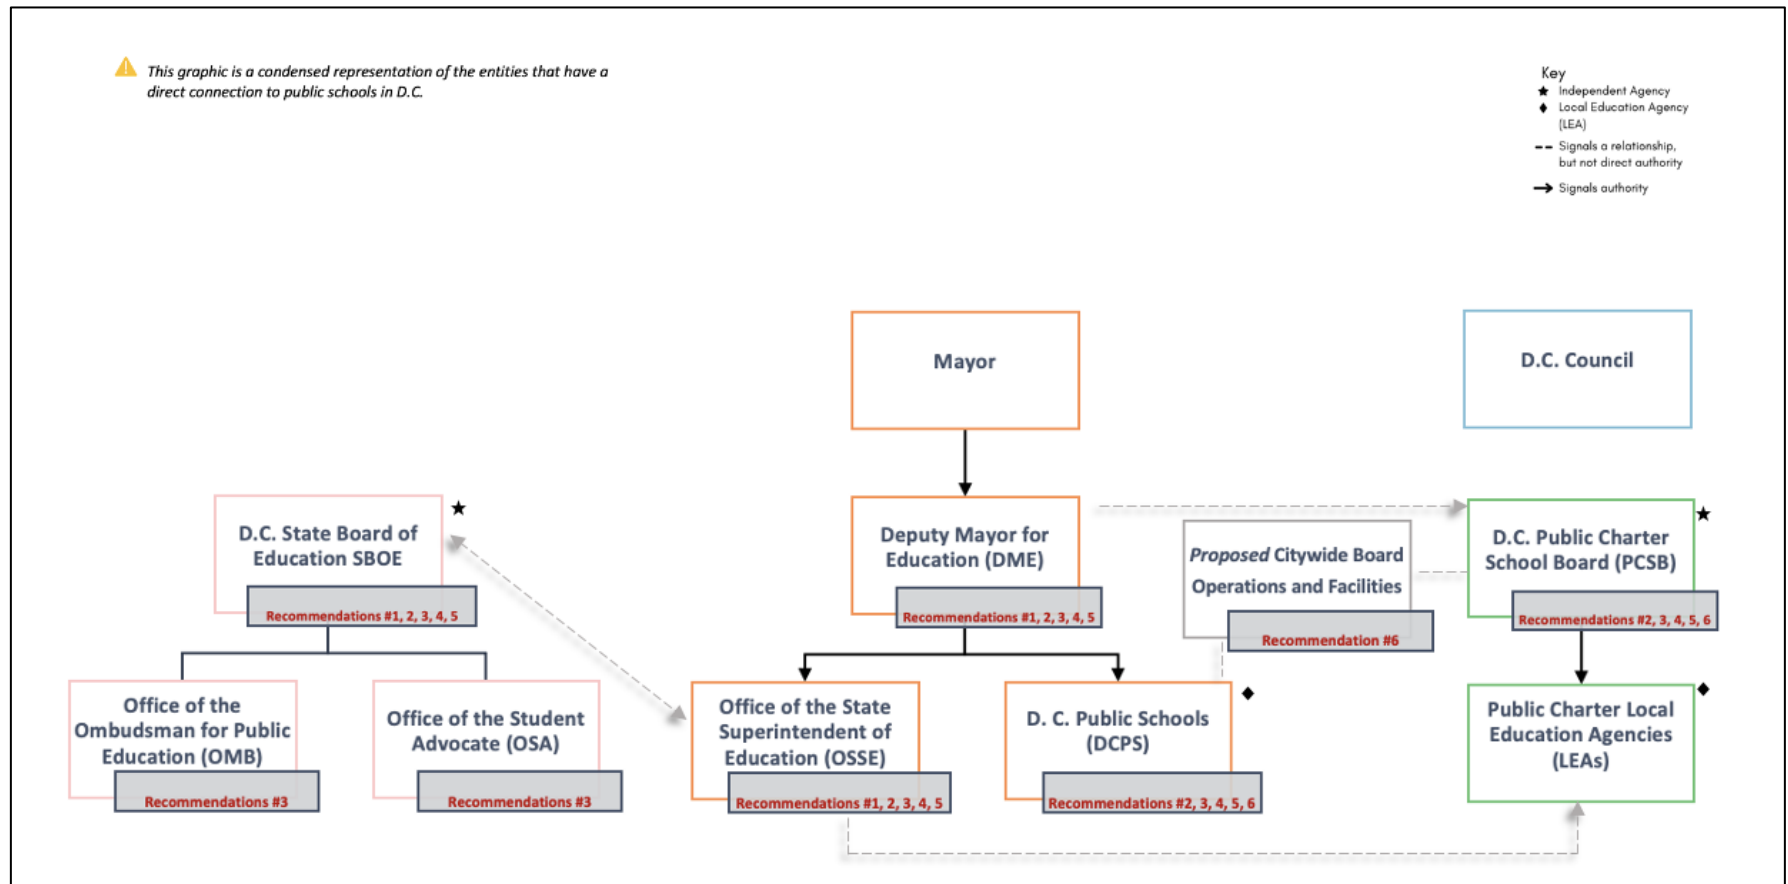 This graphic is a condensed representation of the entities that have a
direct connection to public schools in D.C.
Key
Independent Agency
Local Education Agency
(LEA)
Signals a relationship,
but not direct authority
Signals authority
Mayor
D.C. Council
D.C. State Board of
Education SBOE
Recommendations #1, 2, 3, 4, 5
Deputy Mayor for
Education (DME)
Recommendations #1, 2, 3, 4, 5
Proposed Citywide Board
Operations and Facilities
Recommendation #6
D.C. Public Charter
School Board (PCSB)
Recommendations #2, 3, 4, 5, 6
Office of the
Ombudsman for Public
Education (OMB)
Recommendations #3
Office of the Student
Advocate (OSA)
Recommendations #3
Office of the State
Superintendent of
Education (OSSE)
Recommendations #1, 2, 3, 4, 5
D. C. Public Schools
(DCPS)
Recommendations #2, 3, 4, 5, 6
Public Charter Local
Education Agencies
(LEAs)